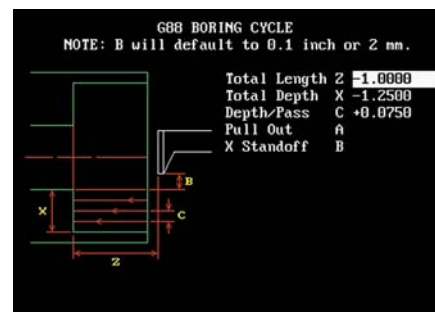 G88 BORING CYCLE
NOTE: B will default to 0.1 inch or 2 mm.
Total Length Z -1.0000
Total Depth X -1.2500
Depth/Pass C +0.0750
Pull Out A
X Standoff B
B
X
C
Z